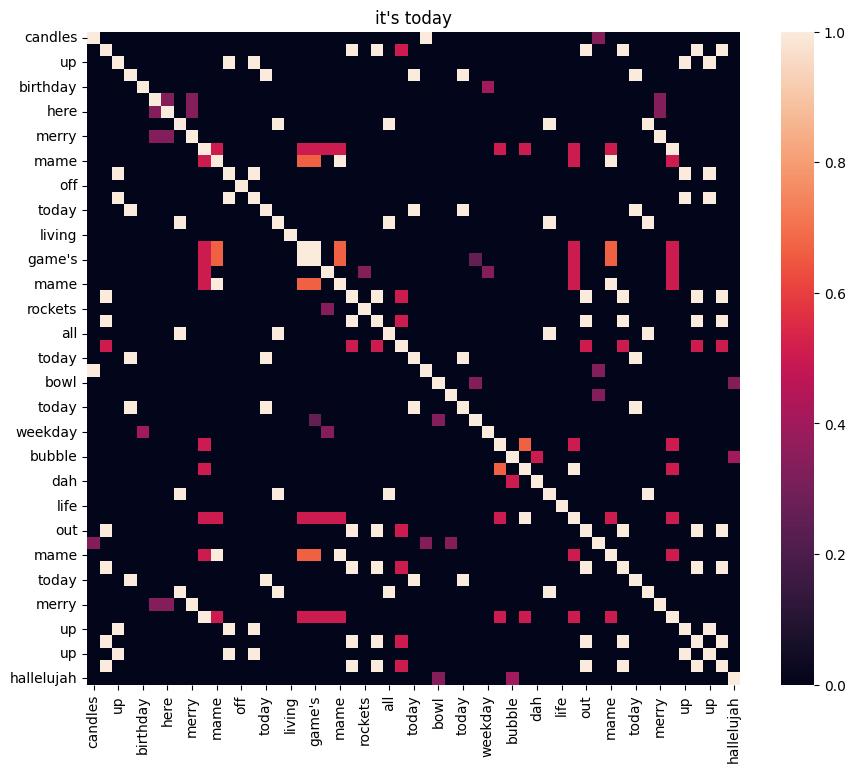 it's today
candles
up
birthday
here
merry
mame
off
today
living
game's
mame
rockets
all
today
bowl
today
weekday
bubble
dah
life
out
mame
today
merry
up
up
hallelujah
candles
up
birthday
here
merry
mame
off
today
living
game's
mame
rockets
all
today
bowl
today
weekday
bubble
dah
life
out
mame
today
merry
up
up
hallelujah
1.0
0.8
0.6
0.4
0.2
0.0